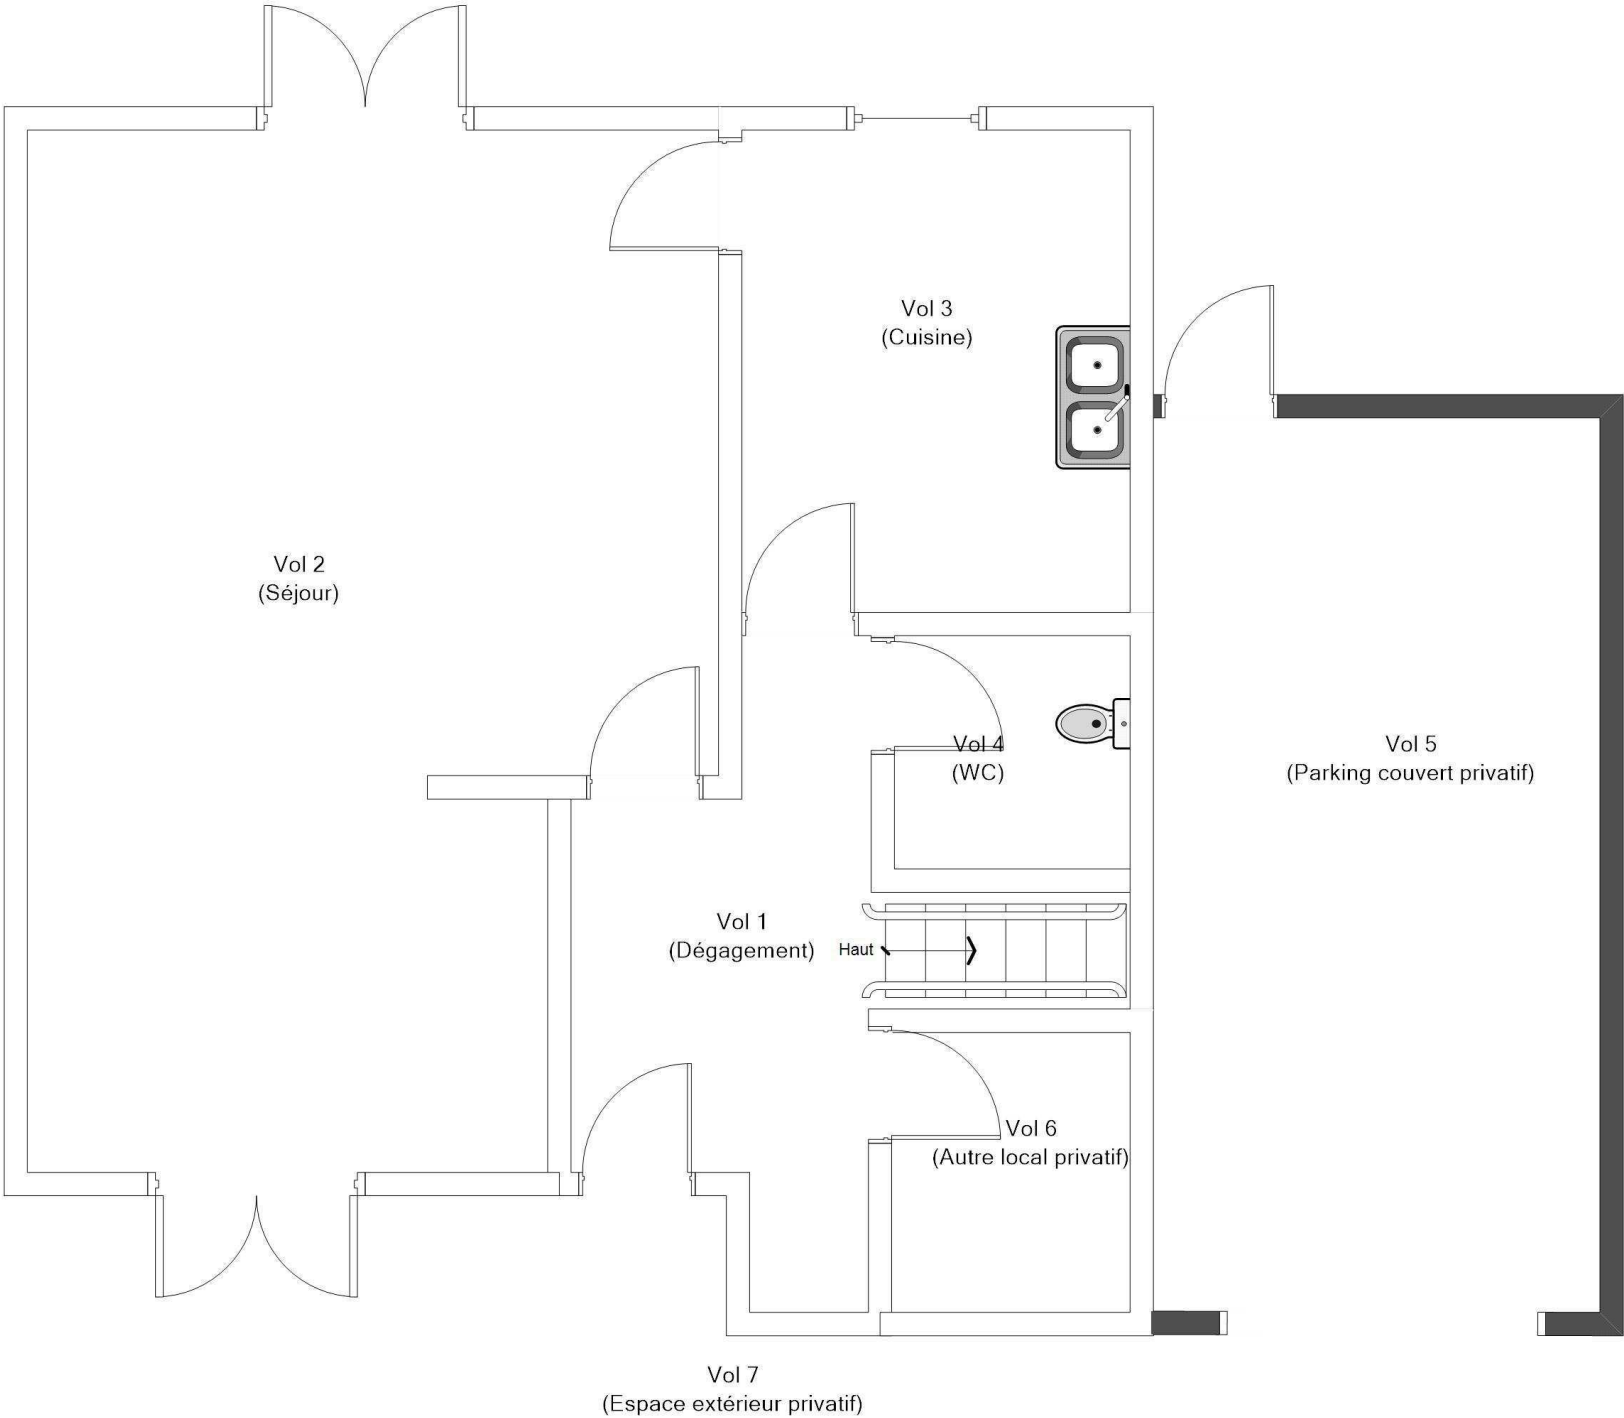 Vol 3
(Cuisine)
Vol 2
(Séjour)
Vol 4
(WC)
Vol 5
(Parking couvert privatif)
Vol 1
(Dégagement)
Haut
Vol 6
(Autre local privatif)
Vol 7
(Espace extérieur privatif)